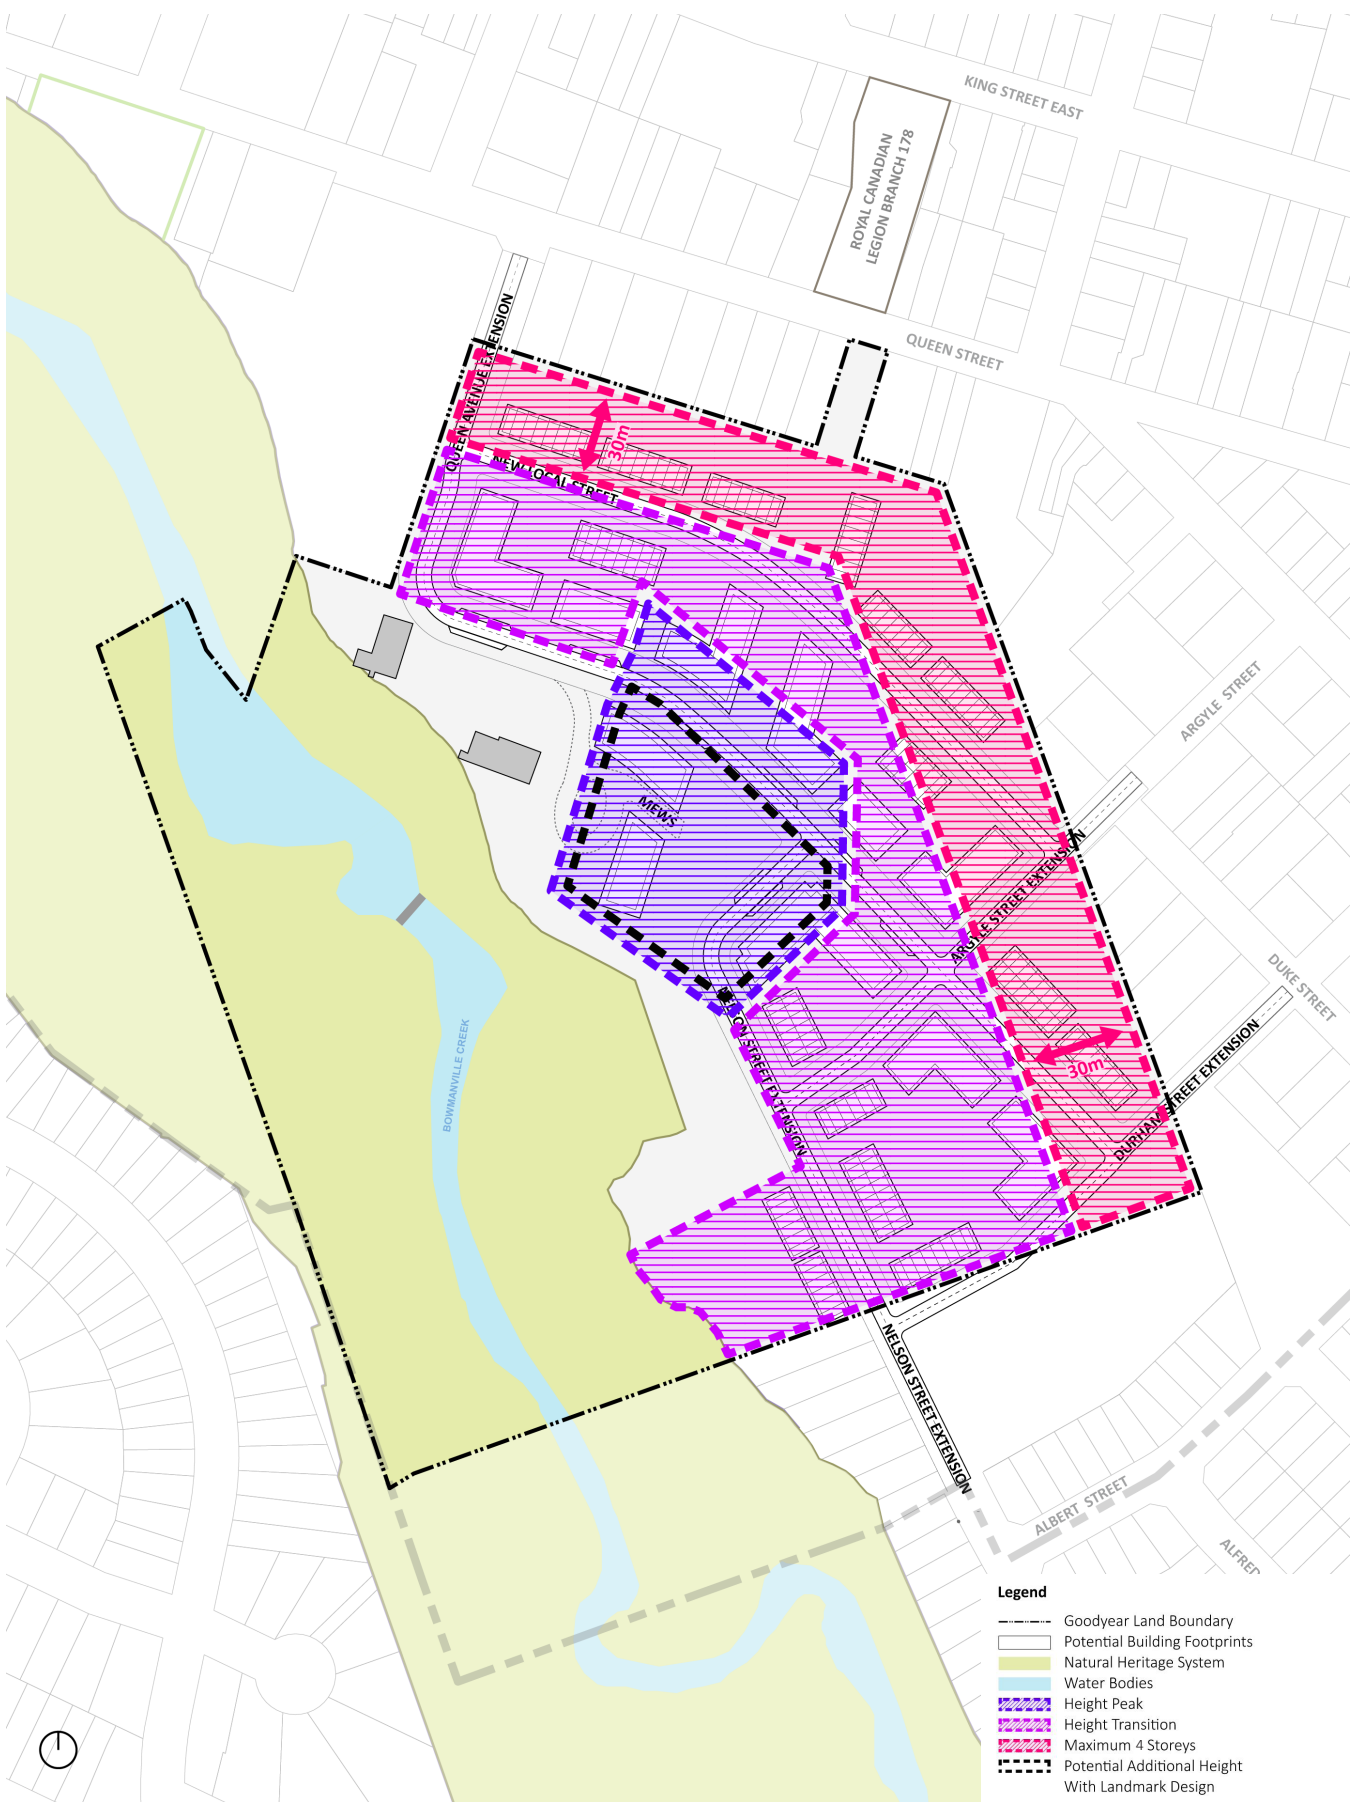 KING STREET EAST
ROYAL CANADIAN
LEGION BRANCH 178
QUEEN AVENUE EXTENSION
QUEEN STREET
30m
NEW LOCAL STREET
ARGYLE STREET
MEWS
ARGYLE STREET EXTENSION
DUKE STREET
NELSON STREET EXTENSION
30m
BOWMANVILLE CREEK
DURHAM STREET EXTENSION
NELSON STREET EXTENSION
ALBERT STREET
ALFRED
Legend
Goodyear Land Boundary
Potential Building Footprints
Natural Heritage System
Water Bodies
Height Peak
Height Transition
Maximum 4 Storeys
Potential Additional Height
With Landmark Design